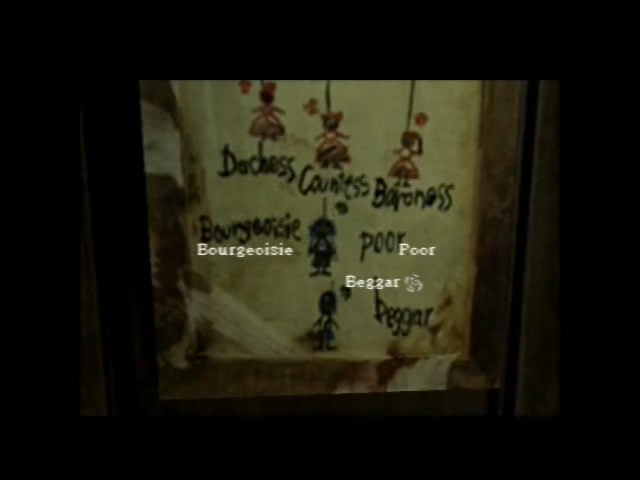 Duchess
Countess
Baroness
Bourgeoisie
poor
Bourgeoisie
Poor
Beggar
beggar